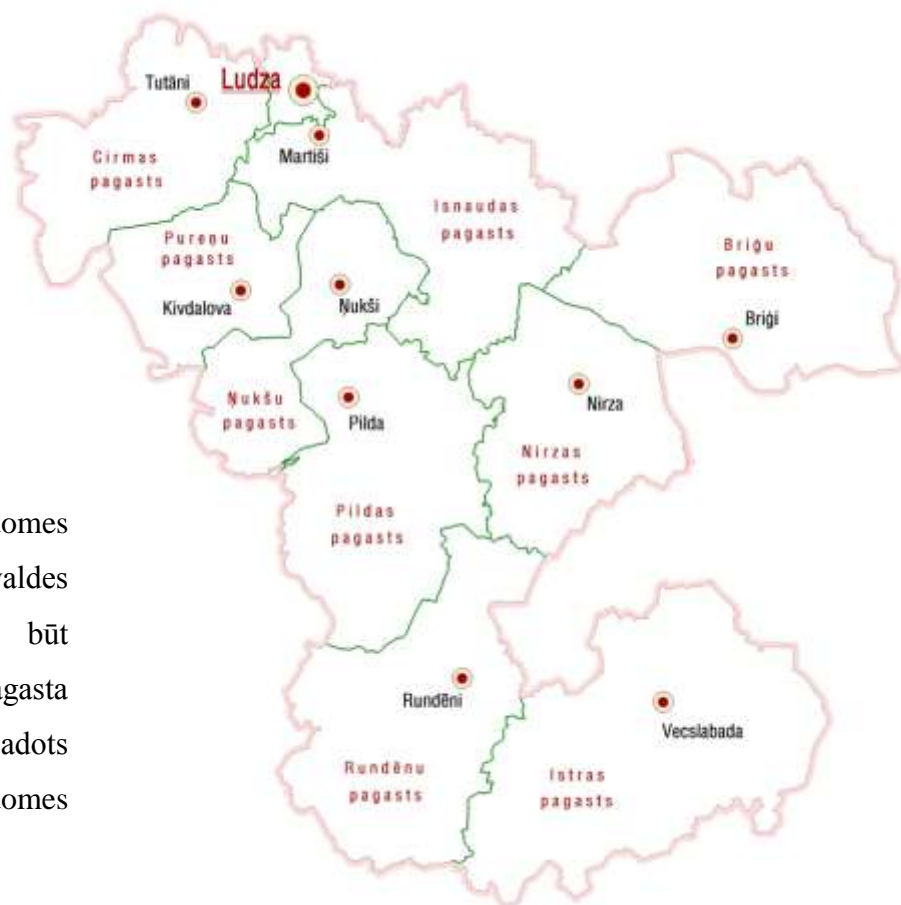 Tutāni
Ludza
Martiši
Cirmas
pagasts
Isnaudas
pagasts
Pureņu
pagasts
Briģu
pagasts
Kivdalova
Ņukši
Briģi
Ņukšu
pagasts
Pilda
Nirza
Nirzas
pagasts
Pildas
pagasts
omes
valdes
būt
agasta
adots
omes
Rundēni
Vecslabada
Rundēnu
pagasts
Istras
pagasts